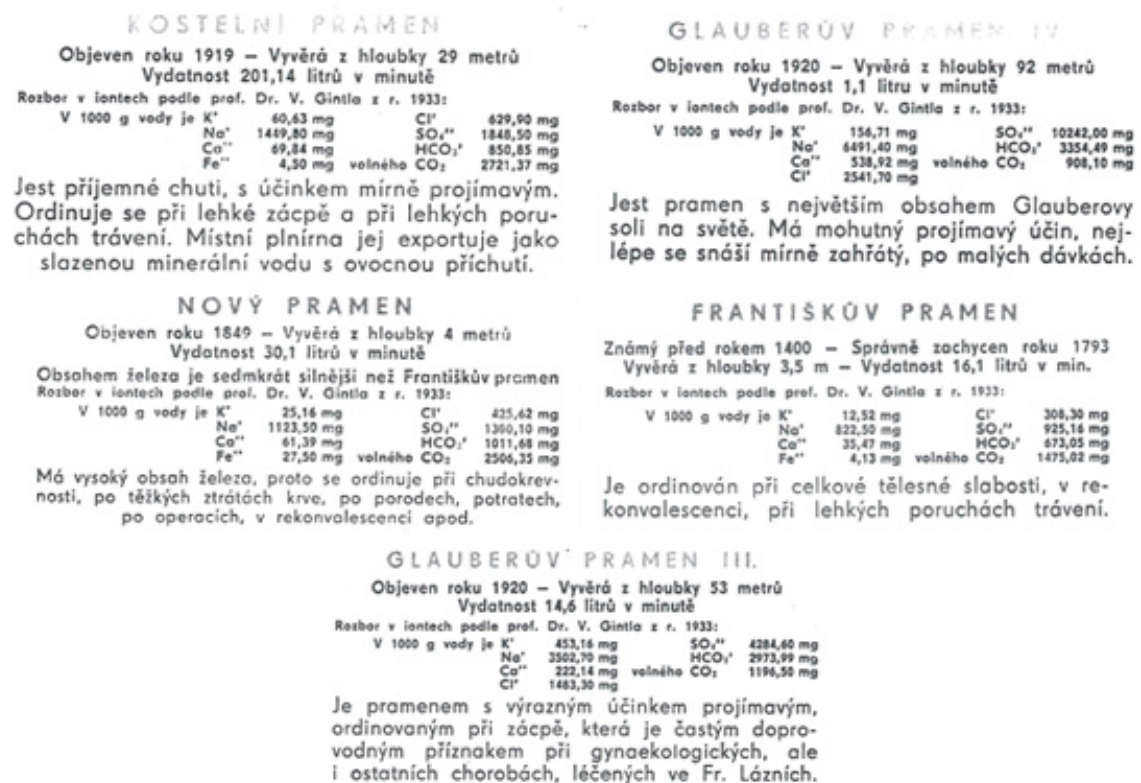 KOSTELNÍ PRAMEN
Objeven roku 1919 — Vyvěrá z hloubky 29 metrů
Vydatnost 201,14 litrů v minutě
Rozbor v iontech podle prof. Dr. V. Gintla z r. 1933:
V 1000 g vody je K˙ 60,63 mg Cl' 629,90 mg
Na˙ 1449,80 mg SO₄'' 1848,50 mg
Ca˙˙ 69,84 mg HCO₃' 850,85 mg
Fe˙˙ 4,50 mg volného CO₂ 2721,37 mg
Jest příjemné chuti, s účinkem mírně projímavým.
Ordinuje se při lehké zácpě a při lehkých poru-
chách trávení. Místní plnírna jej exportuje jako
slazenou minerální vodu s ovocnou příchutí.
GLAUBERŮV PRAMEN IV.
Objeven roku 1920 — Vyvěrá z hloubky 92 metrů
Vydatnost 1,1 litru v minutě
Rozbor v iontech podle prof. Dr. V. Gintla z r. 1933:
V 1000 g vody je K˙ 156,71 mg SO₄'' 10242,00 mg
Na˙ 6491,40 mg HCO₃' 3354,49 mg
Ca˙˙ 538,92 mg volného CO₂ 908,10 mg
Cl' 2541,70 mg
Jest pramen s největším obsahem Glauberovy
soli na světě. Má mohutný projímavý účin, nej-
lépe se snáší mírně zahřátý, po malých dávkách.
NOVÝ PRAMEN
Objeven roku 1849 — Vyvěrá z hloubky 4 metrů
Vydatnost 30,1 litrů v minutě
Obsahem železa je sedmkrát silnější než Františkův pramen
Rozbor v iontech podle prof. Dr. V. Gintla z r. 1933:
V 1000 g vody je K˙ 25,16 mg Cl' 425,62 mg
Na˙ 1123,50 mg SO₄'' 1360,10 mg
Ca˙˙ 61,39 mg HCO₃' 1011,68 mg
Fe˙˙ 27,50 mg volného CO₂ 2506,35 mg
Má vysoký obsah železa, proto se ordinuje při chudokrev-
nosti, po těžkých ztrátách krve, po porodech, potratech,
po operacích, v rekonvalescenci apod.
FRANTIŠKŮV PRAMEN
Známý před rokem 1400 — Správně zachycen roku 1793
Vyvěrá z hloubky 3,5 m — Vydatnost 16,1 litrů v min.
Rozbor v iontech podle prof. Dr. V. Gintla z r. 1933:
V 1000 g vody je K˙ 12,52 mg Cl' 308,30 mg
Na˙ 822,50 mg SO₄'' 925,16 mg
Ca˙˙ 35,47 mg HCO₃' 673,05 mg
Fe˙˙ 4,13 mg volného CO₂ 1475,02 mg
Je ordinován při celkové tělesné slabosti, v re-
konvalescenci, při lehkých poruchách trávení.
GLAUBERŮV PRAMEN III.
Objeven roku 1920 — Vyvěrá z hloubky 53 metrů
Vydatnost 14,6 litrů v minutě
Rozbor v iontech podle prof. Dr. V. Gintla z r. 1933:
V 1000 g vody je K˙ 453,16 mg SO₄'' 4284,60 mg
Na˙ 3502,70 mg HCO₃' 2973,99 mg
Ca˙˙ 222,14 mg volného CO₂ 1196,50 mg
Cl' 1483,30 mg
Je pramenem s výrazným účinkem projímavým,
ordinovaným při zácpě, která je častým dopro-
vodným příznakem při gynaekologických, ale
i ostatních chorobách, léčených ve Fr. Lázních.